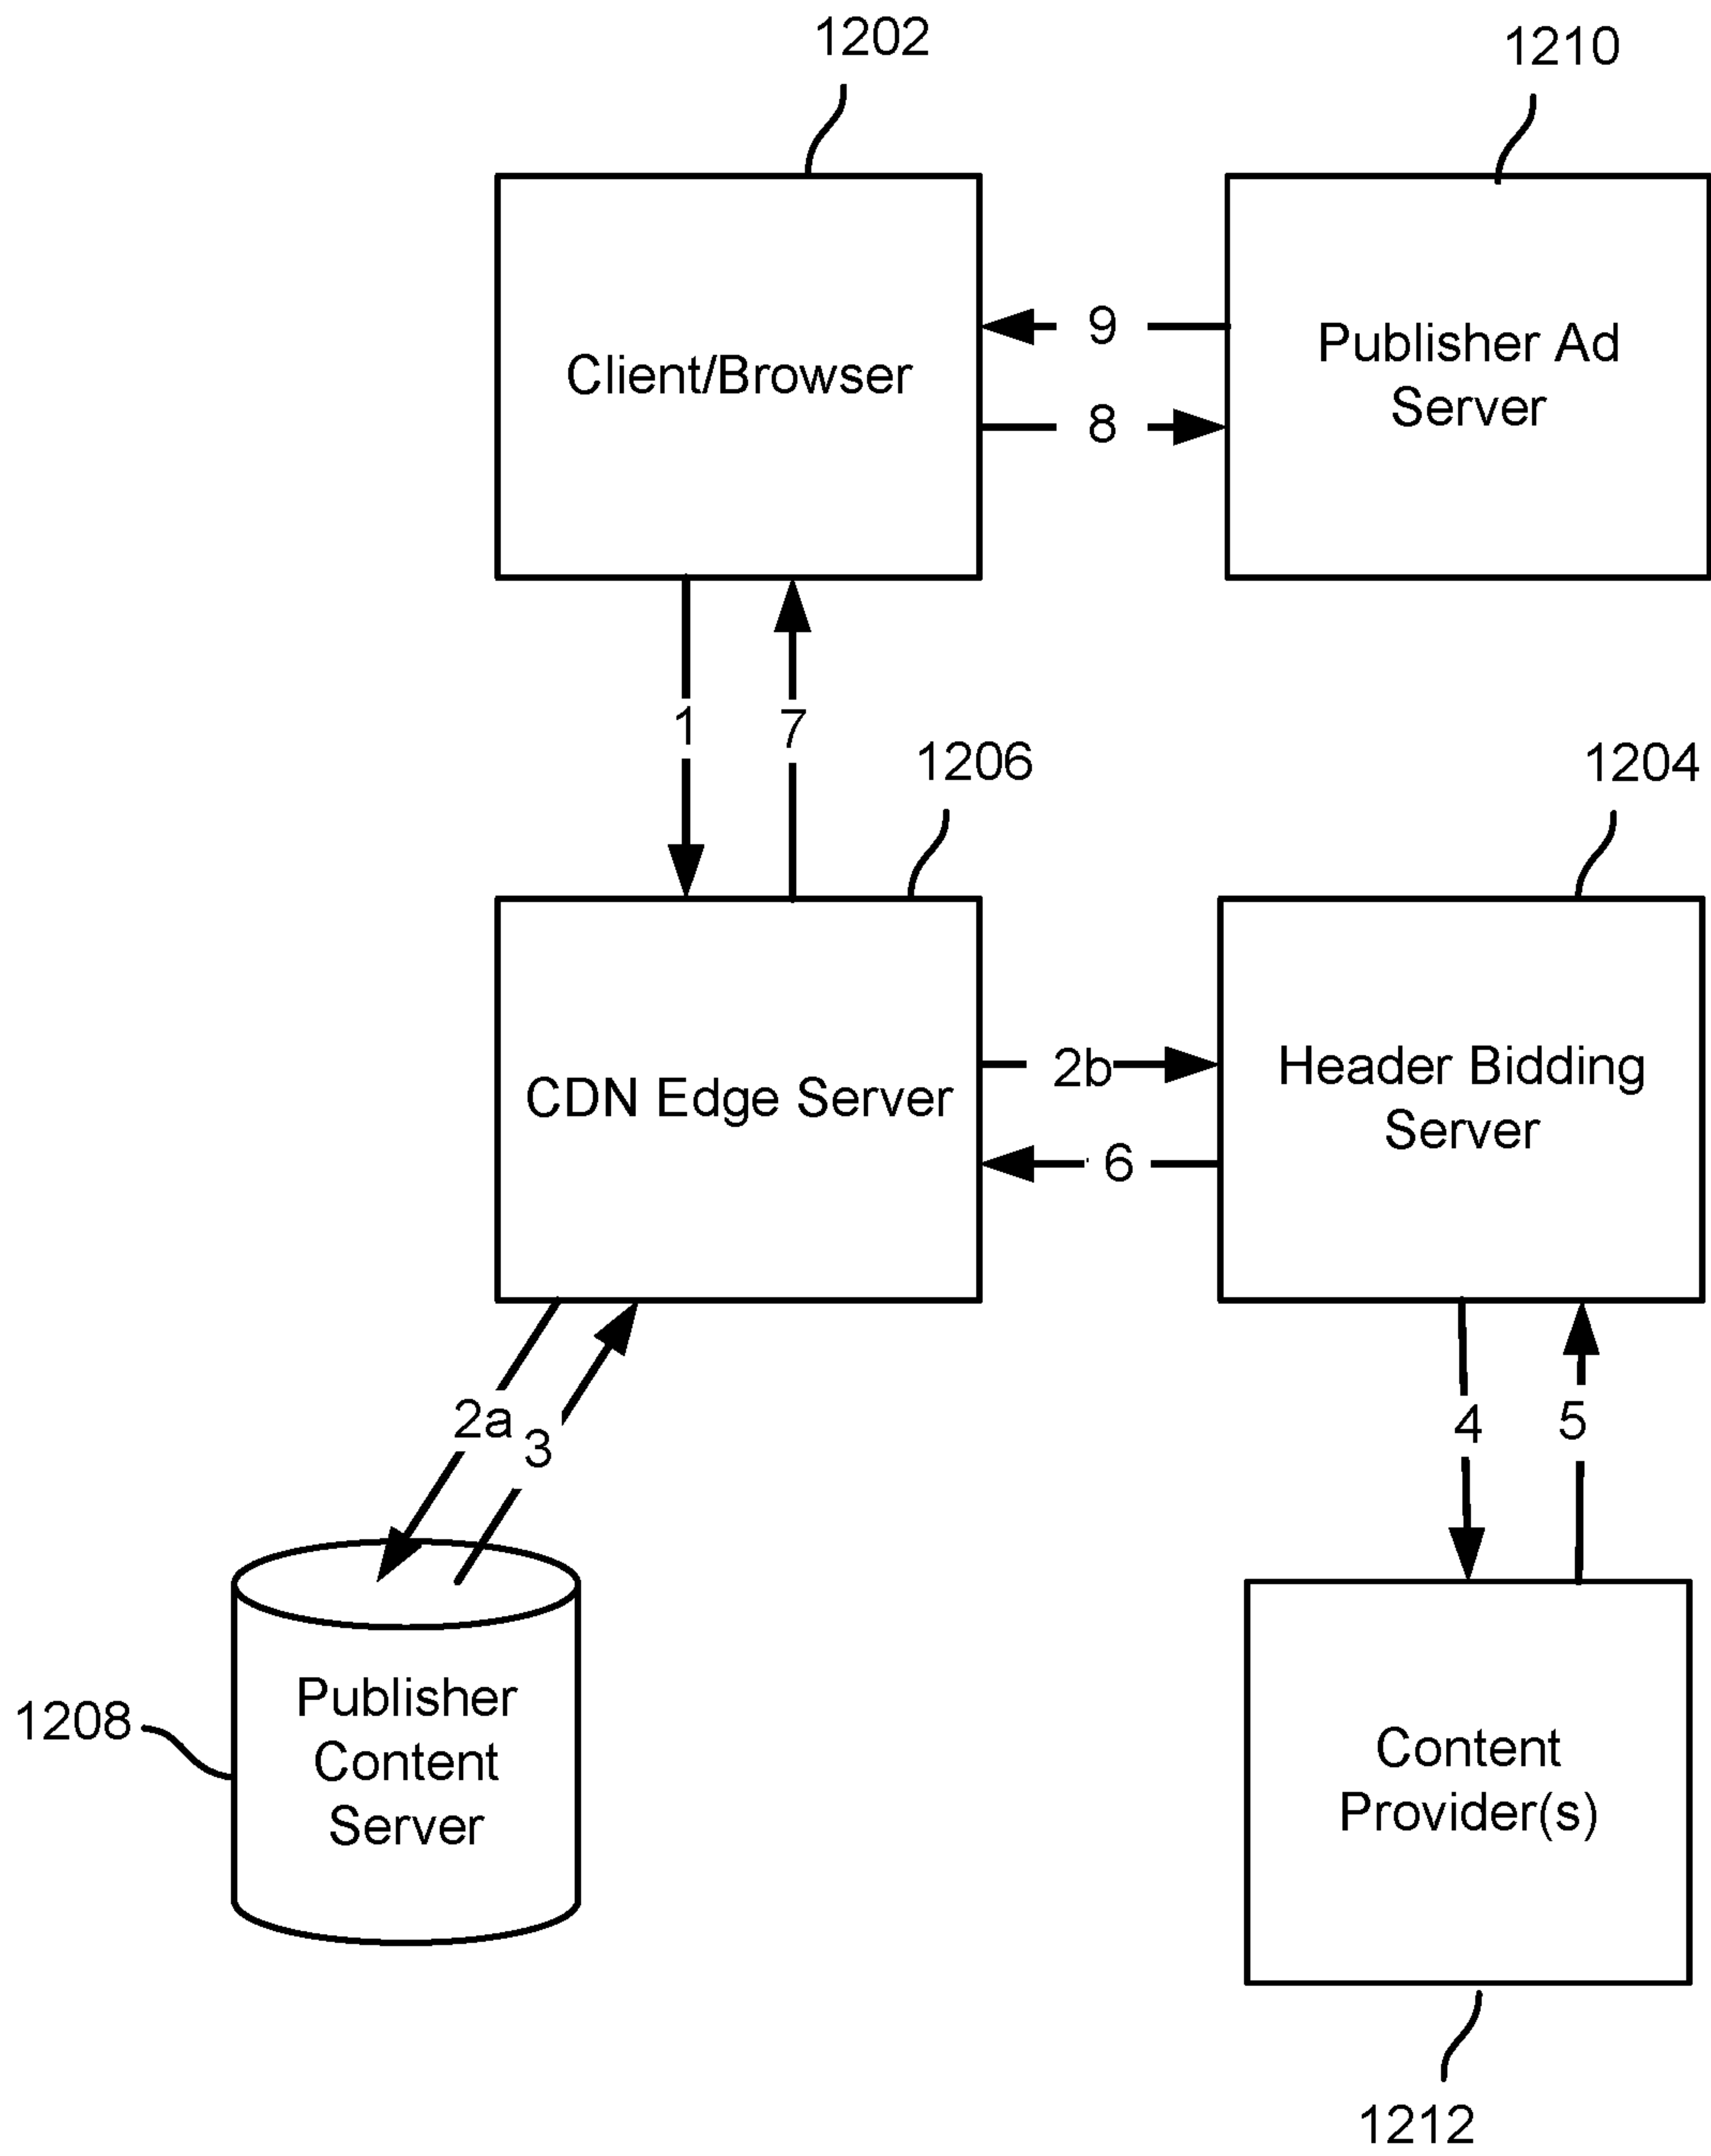 1202
1210
Client/Browser
Publisher Ad
Server
9
8
1
7
1206
1204
CDN Edge Server
Header Bidding
Server
2b
6
2a
3
4
5
1208
Publisher
Content
Server
Content
Provider(s)
1212